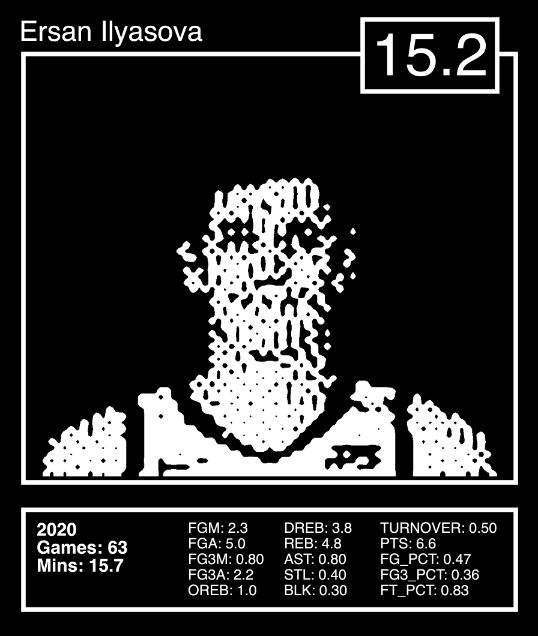 Ersan Ilyasova
15.2
2020
Games: 63
Mins: 15.7
FGM: 2.3
FGA: 5.0
FG3M: 0.80
FG3A: 2.2
OREB: 1.0
DREB: 3.8
REB: 4.8
AST: 0.80
STL: 0.40
BLK: 0.30
TURNOVER: 0.50
PTS: 6.6
FG_PCT: 0.47
FG3_PCT: 0.36
FT_PCT: 0.83